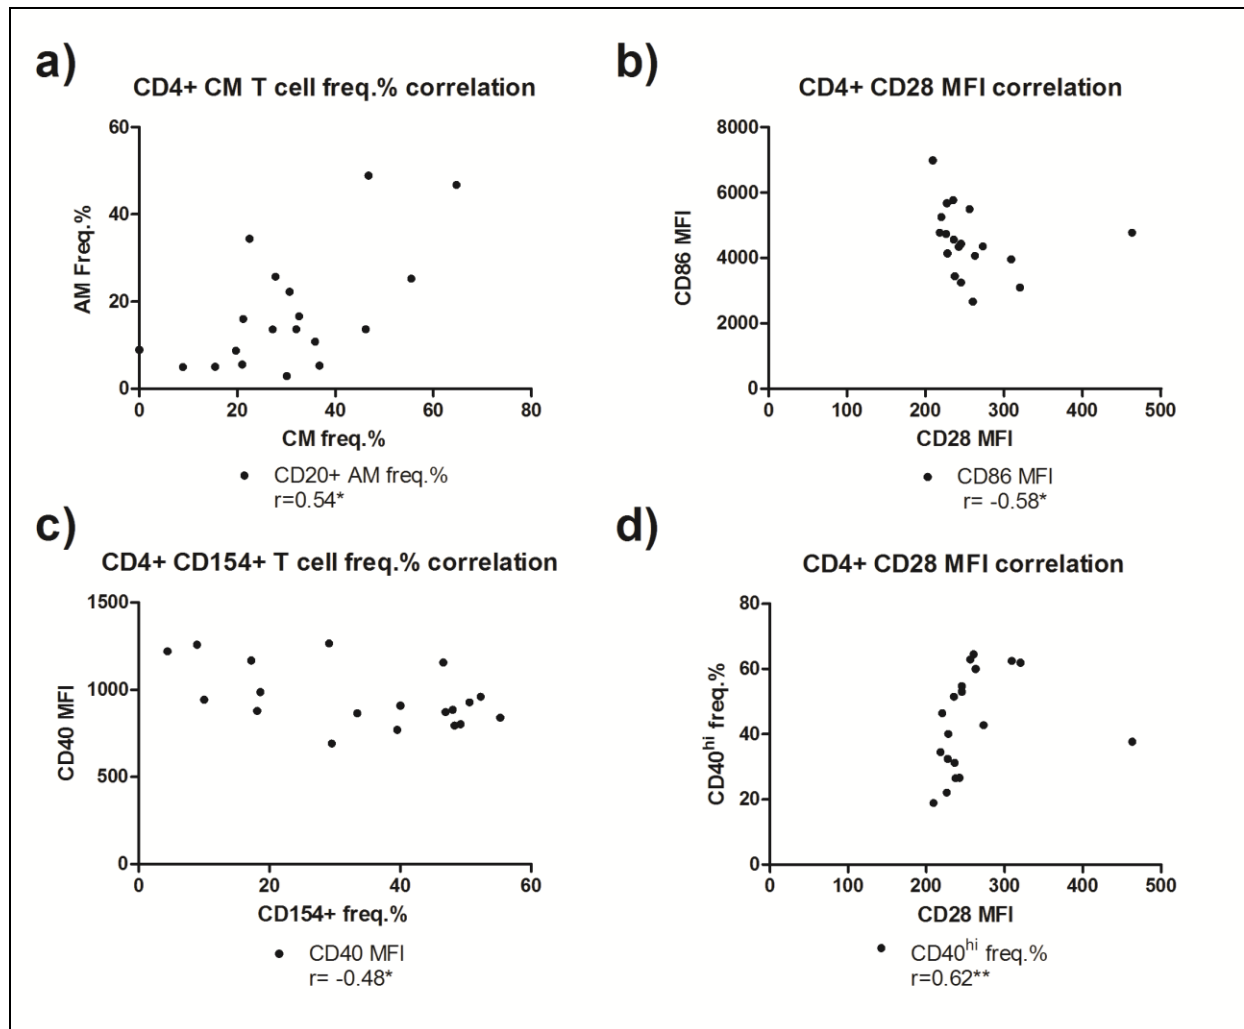 a)
CD4+ CM T cell freq.% correlation
60
40
20
0
AM Freq.%
0 20 40 60 80
CM freq.%
CD20+ AM freq.%
r=0.54*
b)
CD4+ CD28 MFI correlation
8000
6000
4000
2000
0
CD86 MFI
0 100 200 300 400 500
CD28 MFI
CD86 MFI
r= -0.58*
c)
CD4+ CD154+ T cell freq.% correlation
1500
1000
500
0
CD40 MFI
0 20 40 60
CD154+ freq.%
CD40 MFI
r= -0.48*
d)
CD4+ CD28 MFI correlation
80
60
40
20
0
CD40hi freq.%
0 100 200 300 400 500
CD28 MFI
CD40hi freq.%
r=0.62**